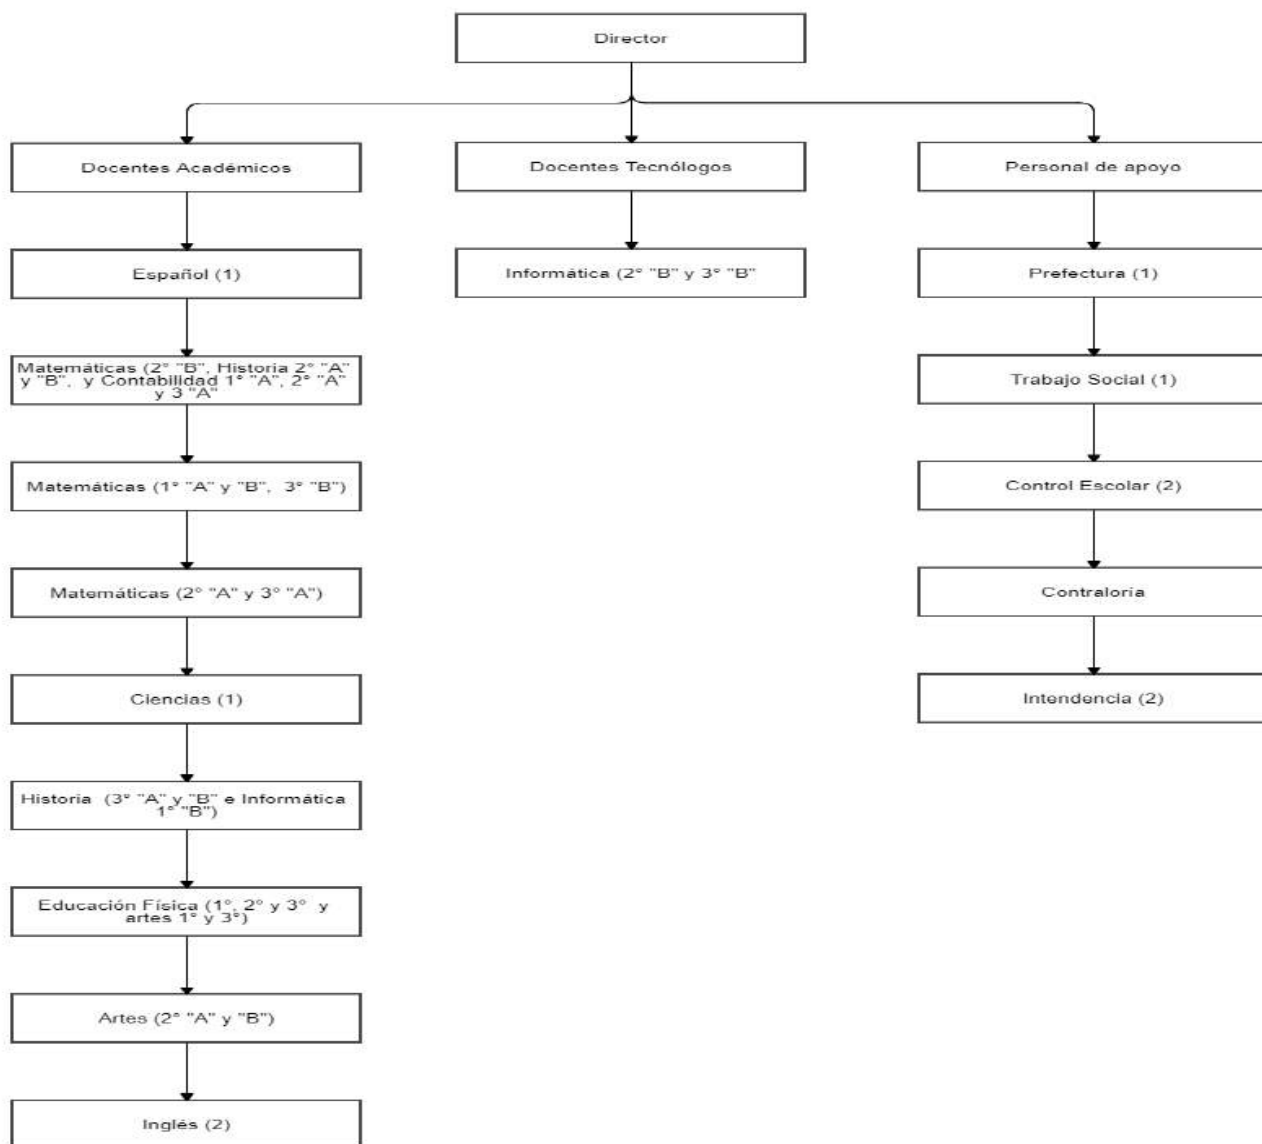 Director
Docentes Académicos
Docentes Tecnólogos
Personal de apoyo
Español (1)
Informática (2° "B" y 3° "B"
Prefectura (1)
Matemáticas (2° "B", Historia 2° "A"
y "B",  y Contabilidad 1° "A", 2° "A"
y 3 "A"
Trabajo Social (1)
Matemáticas (1° "A" y "B",  3° "B")
Control Escolar (2)
Matemáticas (2° "A" y 3° "A")
Contraloría
Ciencias (1)
Intendencia (2)
Historia  (3° "A" y "B" e Informática
1° "B")
Educación Física (1°, 2° y 3°  y
artes 1° y 3°)
Artes (2° "A" y "B")
Inglés (2)